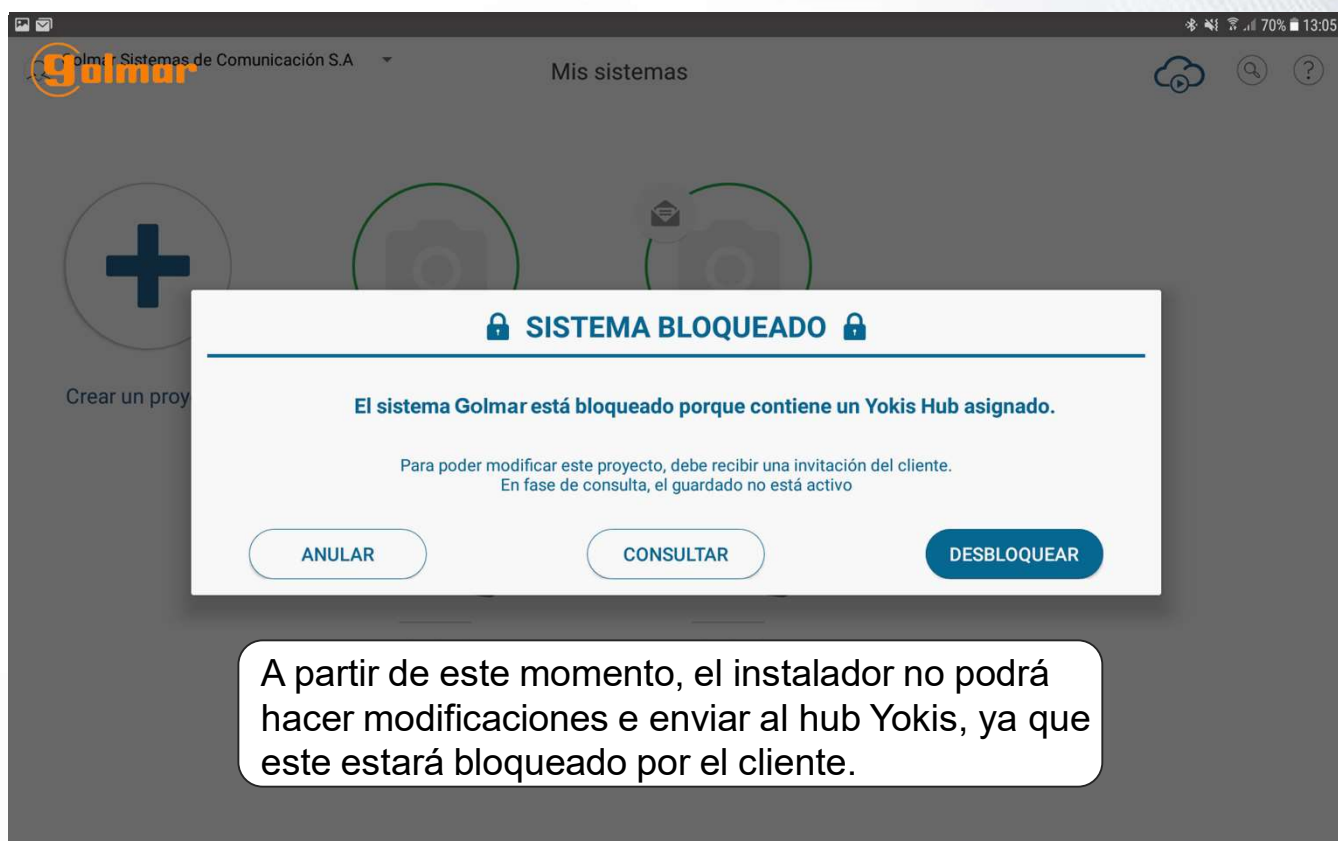 70% 13:05
golmar
Golmar Sistemas de Comunicación S.A
Mis sistemas
Crear un proy
SISTEMA BLOQUEADO
El sistema Golmar está bloqueado porque contiene un Yokis Hub asignado.
Para poder modificar este proyecto, debe recibir una invitación del cliente.
En fase de consulta, el guardado no está activo
ANULAR
CONSULTAR
DESBLOQUEAR
A partir de este momento, el instalador no podrá
hacer modificaciones e enviar al hub Yokis, ya que
este estará bloqueado por el cliente.